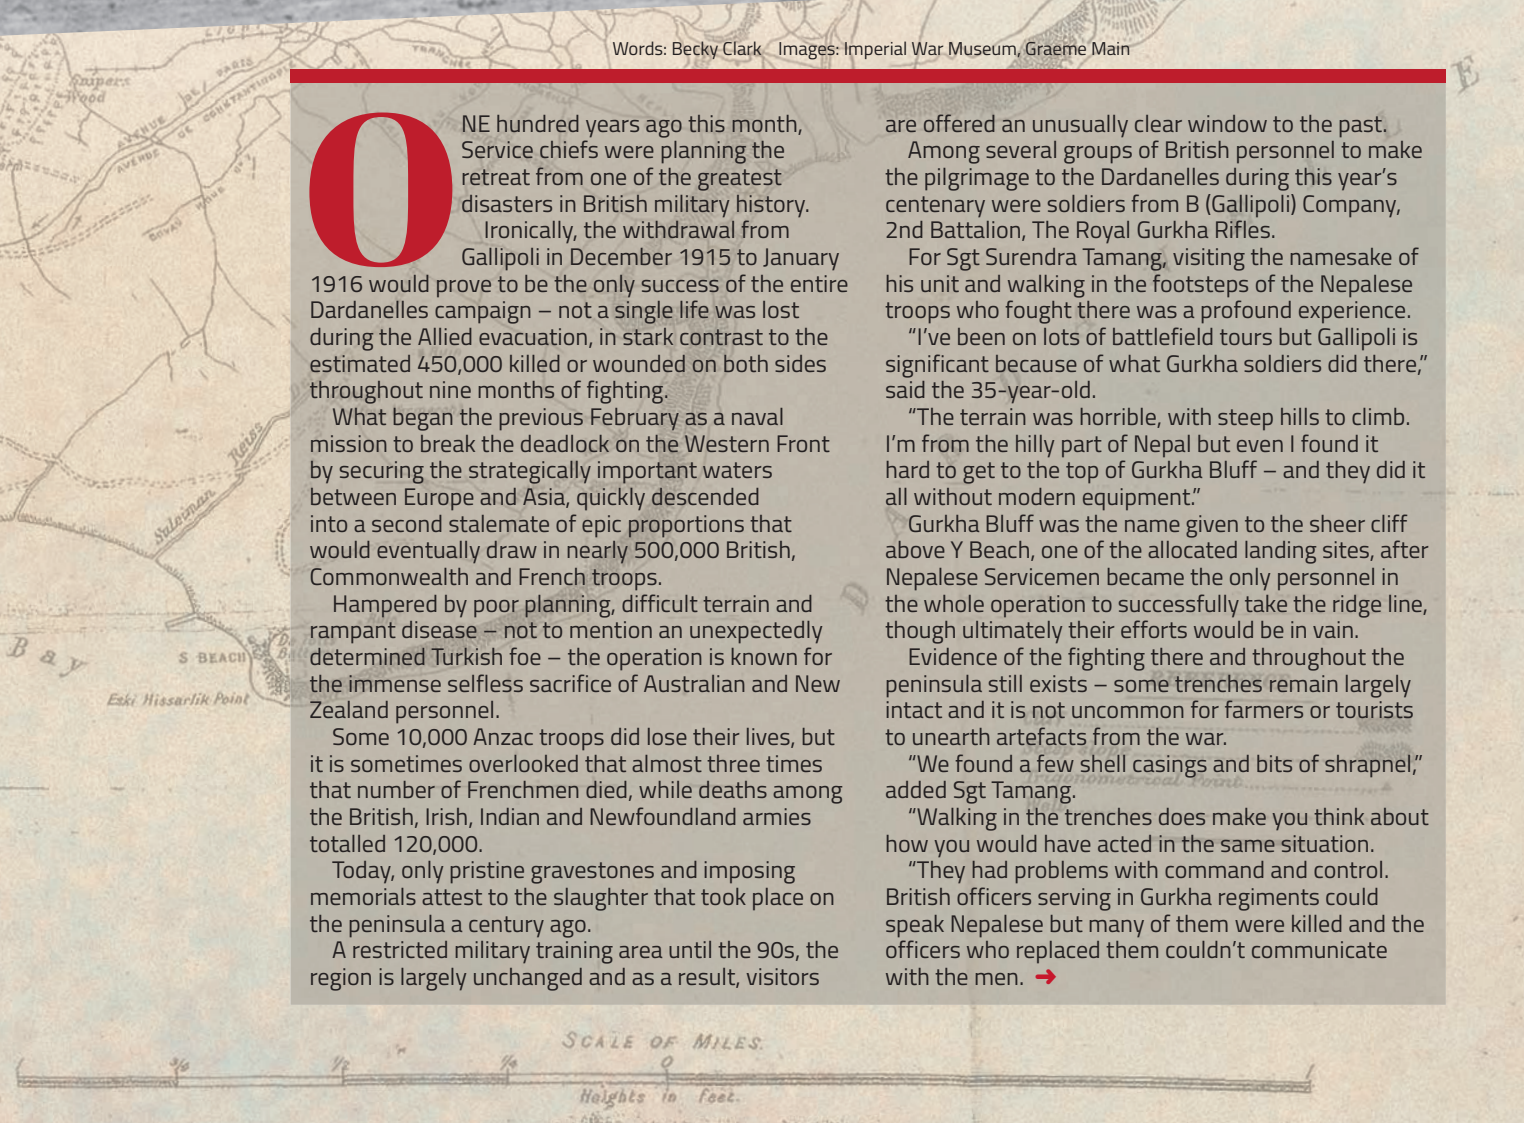 Words: Becky Clark Images: Imperial War Museum, Graeme Main
ONE hundred years ago this month,
Service chiefs were planning the
retreat from one of the greatest
disasters in British military history.
Ironically, the withdrawal from
Gallipoli in December 1915 to January
1916 would prove to be the only success of the entire
Dardanelles campaign – not a single life was lost
during the Allied evacuation, in stark contrast to the
estimated 450,000 killed or wounded on both sides
throughout nine months of fighting.
What began the previous February as a naval
mission to break the deadlock on the Western Front
by securing the strategically important waters
between Europe and Asia, quickly descended
into a second stalemate of epic proportions that
would eventually draw in nearly 500,000 British,
Commonwealth and French troops.
Hampered by poor planning, difficult terrain and
rampant disease – not to mention an unexpectedly
determined Turkish foe – the operation is known for
the immense selfless sacrifice of Australian and New
Zealand personnel.
Some 10,000 Anzac troops did lose their lives, but
it is sometimes overlooked that almost three times
that number of Frenchmen died, while deaths among
the British, Irish, Indian and Newfoundland armies
totalled 120,000.
Today, only pristine gravestones and imposing
memorials attest to the slaughter that took place on
the peninsula a century ago.
A restricted military training area until the 90s, the
region is largely unchanged and as a result, visitors
are offered an unusually clear window to the past.
Among several groups of British personnel to make
the pilgrimage to the Dardanelles during this year's
centenary were soldiers from B (Gallipoli) Company,
2nd Battalion, The Royal Gurkha Rifles.
For Sgt Surendra Tamang, visiting the namesake of
his unit and walking in the footsteps of the Nepalese
troops who fought there was a profound experience.
"I've been on lots of battlefield tours but Gallipoli is
significant because of what Gurkha soldiers did there,"
said the 35-year-old.
"The terrain was horrible, with steep hills to climb.
I'm from the hilly part of Nepal but even I found it
hard to get to the top of Gurkha Bluff – and they did it
all without modern equipment."
Gurkha Bluff was the name given to the sheer cliff
above Y Beach, one of the allocated landing sites, after
Nepalese Servicemen became the only personnel in
the whole operation to successfully take the ridge line,
though ultimately their efforts would be in vain.
Evidence of the fighting there and throughout the
peninsula still exists – some trenches remain largely
intact and it is not uncommon for farmers or tourists
to unearth artefacts from the war.
"We found a few shell casings and bits of shrapnel,"
added Sgt Tamang.
"Walking in the trenches does make you think about
how you would have acted in the same situation.
"They had problems with command and control.
British officers serving in Gurkha regiments could
speak Nepalese but many of them were killed and the
officers who replaced them couldn't communicate
with the men. ➜
Snipers
Wood
AVENUE DE CONSTANTINOPLE
AVENUE
Bay
S BEACH
Eski Hissarlik Point
REFERENCE
Steep slope
Trigonometrical Point
Well
SCALE OF MILES.
1 3/4 1/2 1/4 0 1
Heights in feet.